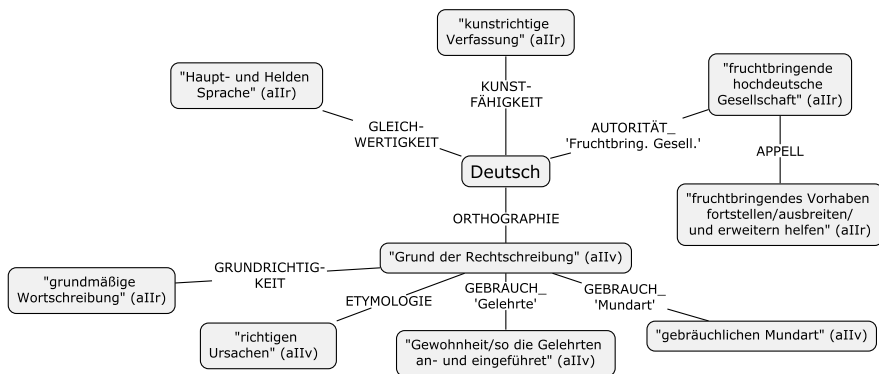 "kunstrichtige
Verfassung" (aIIr)
"Haupt- und Helden
Sprache" (aIIr)
"fruchtbringende
hochdeutsche
Gesellschaft" (aIIr)
KUNST-
FÄHIGKEIT
GLEICH-
WERTIGKEIT
AUTORITÄT_
'Fruchtbring. Gesell.'
APPELL
Deutsch
"fruchtbringendes Vorhaben
fortstellen/ausbreiten/
und erweitern helfen" (aIIr)
ORTHOGRAPHIE
"Grund der Rechtschreibung" (aIIv)
GRUNDRICHTIG-
KEIT
"grundmäßige
Wortschreibung" (aIIr)
ETYMOLOGIE
GEBRAUCH_
'Gelehrte'
GEBRAUCH_
'Mundart'
"richtigen
Ursachen" (aIIv)
"Gewohnheit/so die Gelehrten
an- und eingeführet" (aIIv)
"gebräuchlichen Mundart" (aIIv)